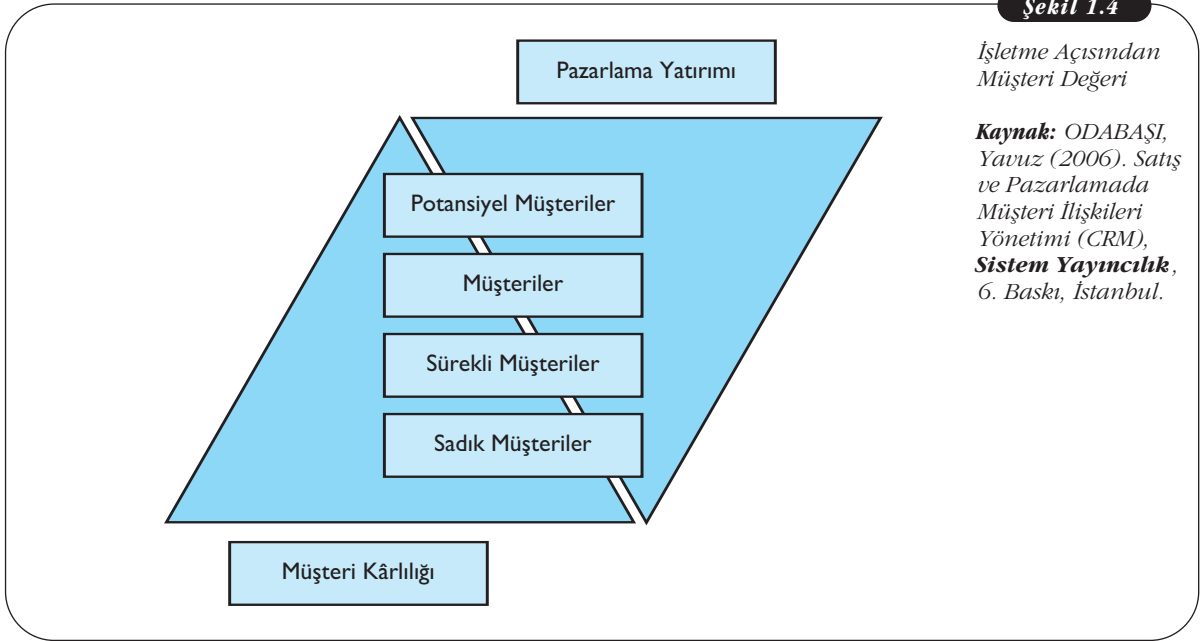 Şekil 1.4
İşletme Açısından
Müşteri Değeri
Kaynak: ODABAŞI,
Yavuz (2006). Satış
ve Pazarlamada
Müşteri İlişkileri
Yönetimi (CRM),
Sistem Yayıncılık,
6. Baskı, İstanbul.
Pazarlama Yatırımı
Potansiyel Müşteriler
Müşteriler
Sürekli Müşteriler
Sadık Müşteriler
Müşteri Kârlılığı